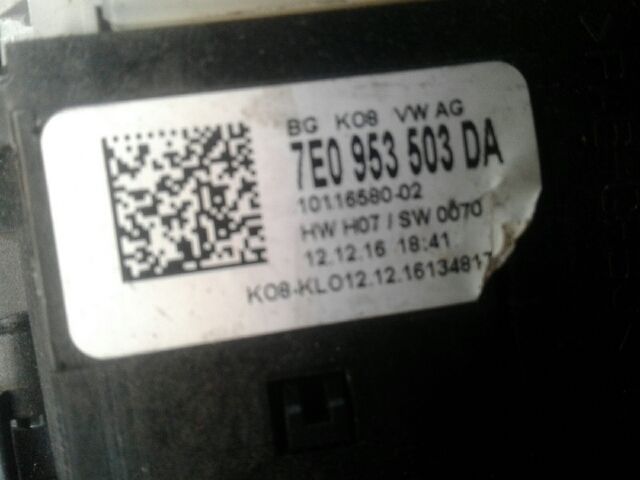 BG K08 VW AG
7E0 953 503 DA
10116580-02
HW H07 / SW 0070
12.12.16 18:41
K08-KLO12.12.16134817